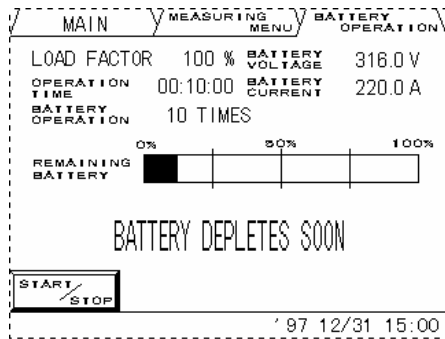 MAIN MEASURING MENU BATTERY OPERATION
LOAD FACTOR 100 % BATTERY VOLTAGE 316.0 V
OPERATION TIME 00:10:00 BATTERY CURRENT 220.0 A
BATTERY OPERATION 10 TIMES
0% 50% 100%
REMAINING BATTERY
BATTERY DEPLETES SOON
START/STOP
'97 12/31 15:00